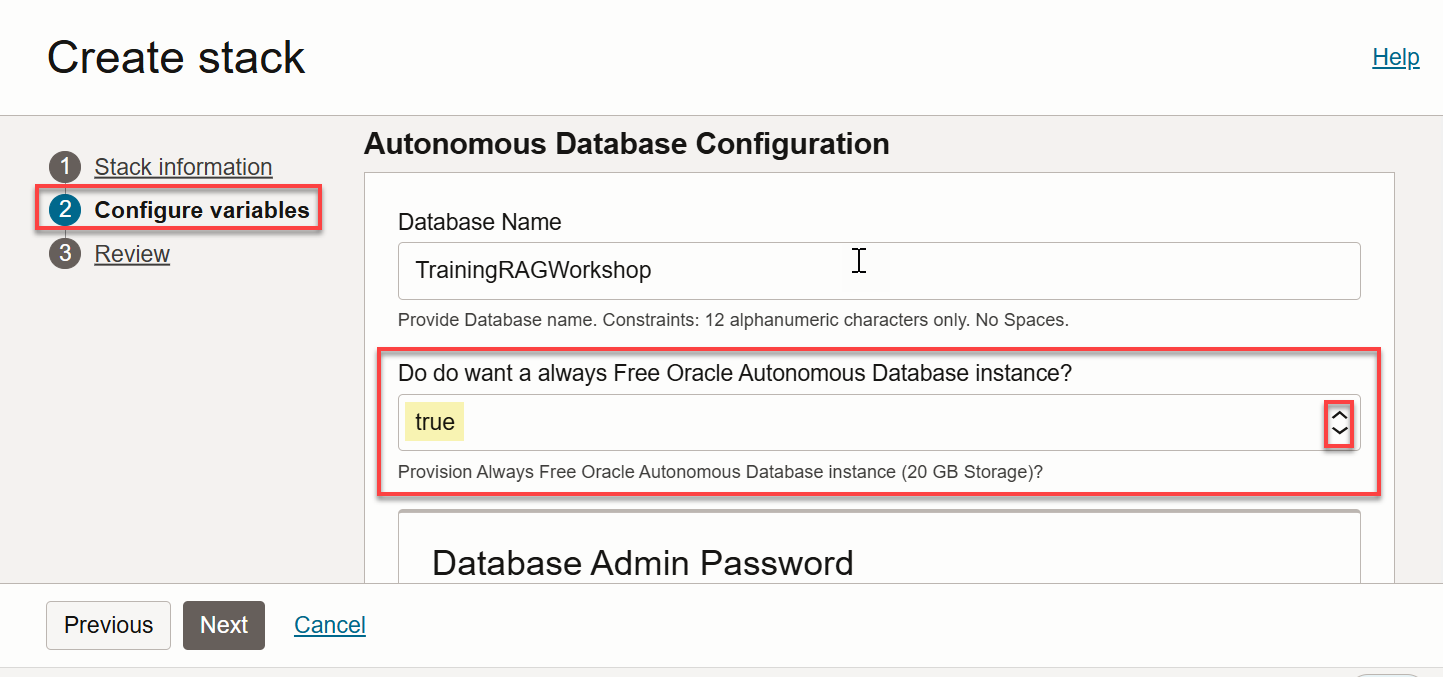 Create stack
Help
1 Stack information
2 Configure variables
3 Review
Autonomous Database Configuration
Database Name
TrainingRAGWorkshop
Provide Database name. Constraints: 12 alphanumeric characters only. No Spaces.
Do do want a always Free Oracle Autonomous Database instance?
true
Provision Always Free Oracle Autonomous Database instance (20 GB Storage)?
Database Admin Password
Previous Next Cancel